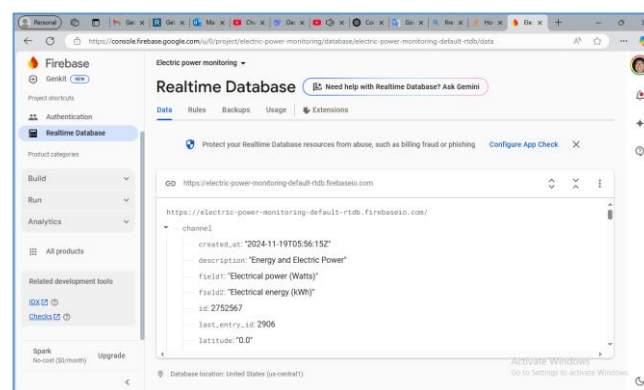 Personal
https://console.firebase.google.com/u/0/project/electric-power-monitoring/database/electric-power-monitoring-default-rtdb/data
Firebase
Genkit NEW
Project shortcuts
Authentication
Realtime Database
Product categories
Build
Run
Analytics
All products
Related development tools
IDX
Checks
Spark
No-cost ($0/month)
Upgrade
Electric power monitoring
Realtime Database
Need help with Realtime Database? Ask Gemini
Data Rules Backups Usage Extensions
Protect your Realtime Database resources from abuse, such as billing fraud or phishing Configure App Check
https://electric-power-monitoring-default-rtdb.firebaseio.com
https://electric-power-monitoring-default-rtdb.firebaseio.com/
channel
created_at: "2024-11-19T05:56:15Z"
description: "Energy and Electric Power"
field1: "Electrical power (Watts)"
field2: "Electrical energy (kWh)"
id: 2752567
last_entry_id: 2906
latitude: "0.0"
Database location: United States (us-central1)
Activate Windows
Go to Settings to activate Windows.